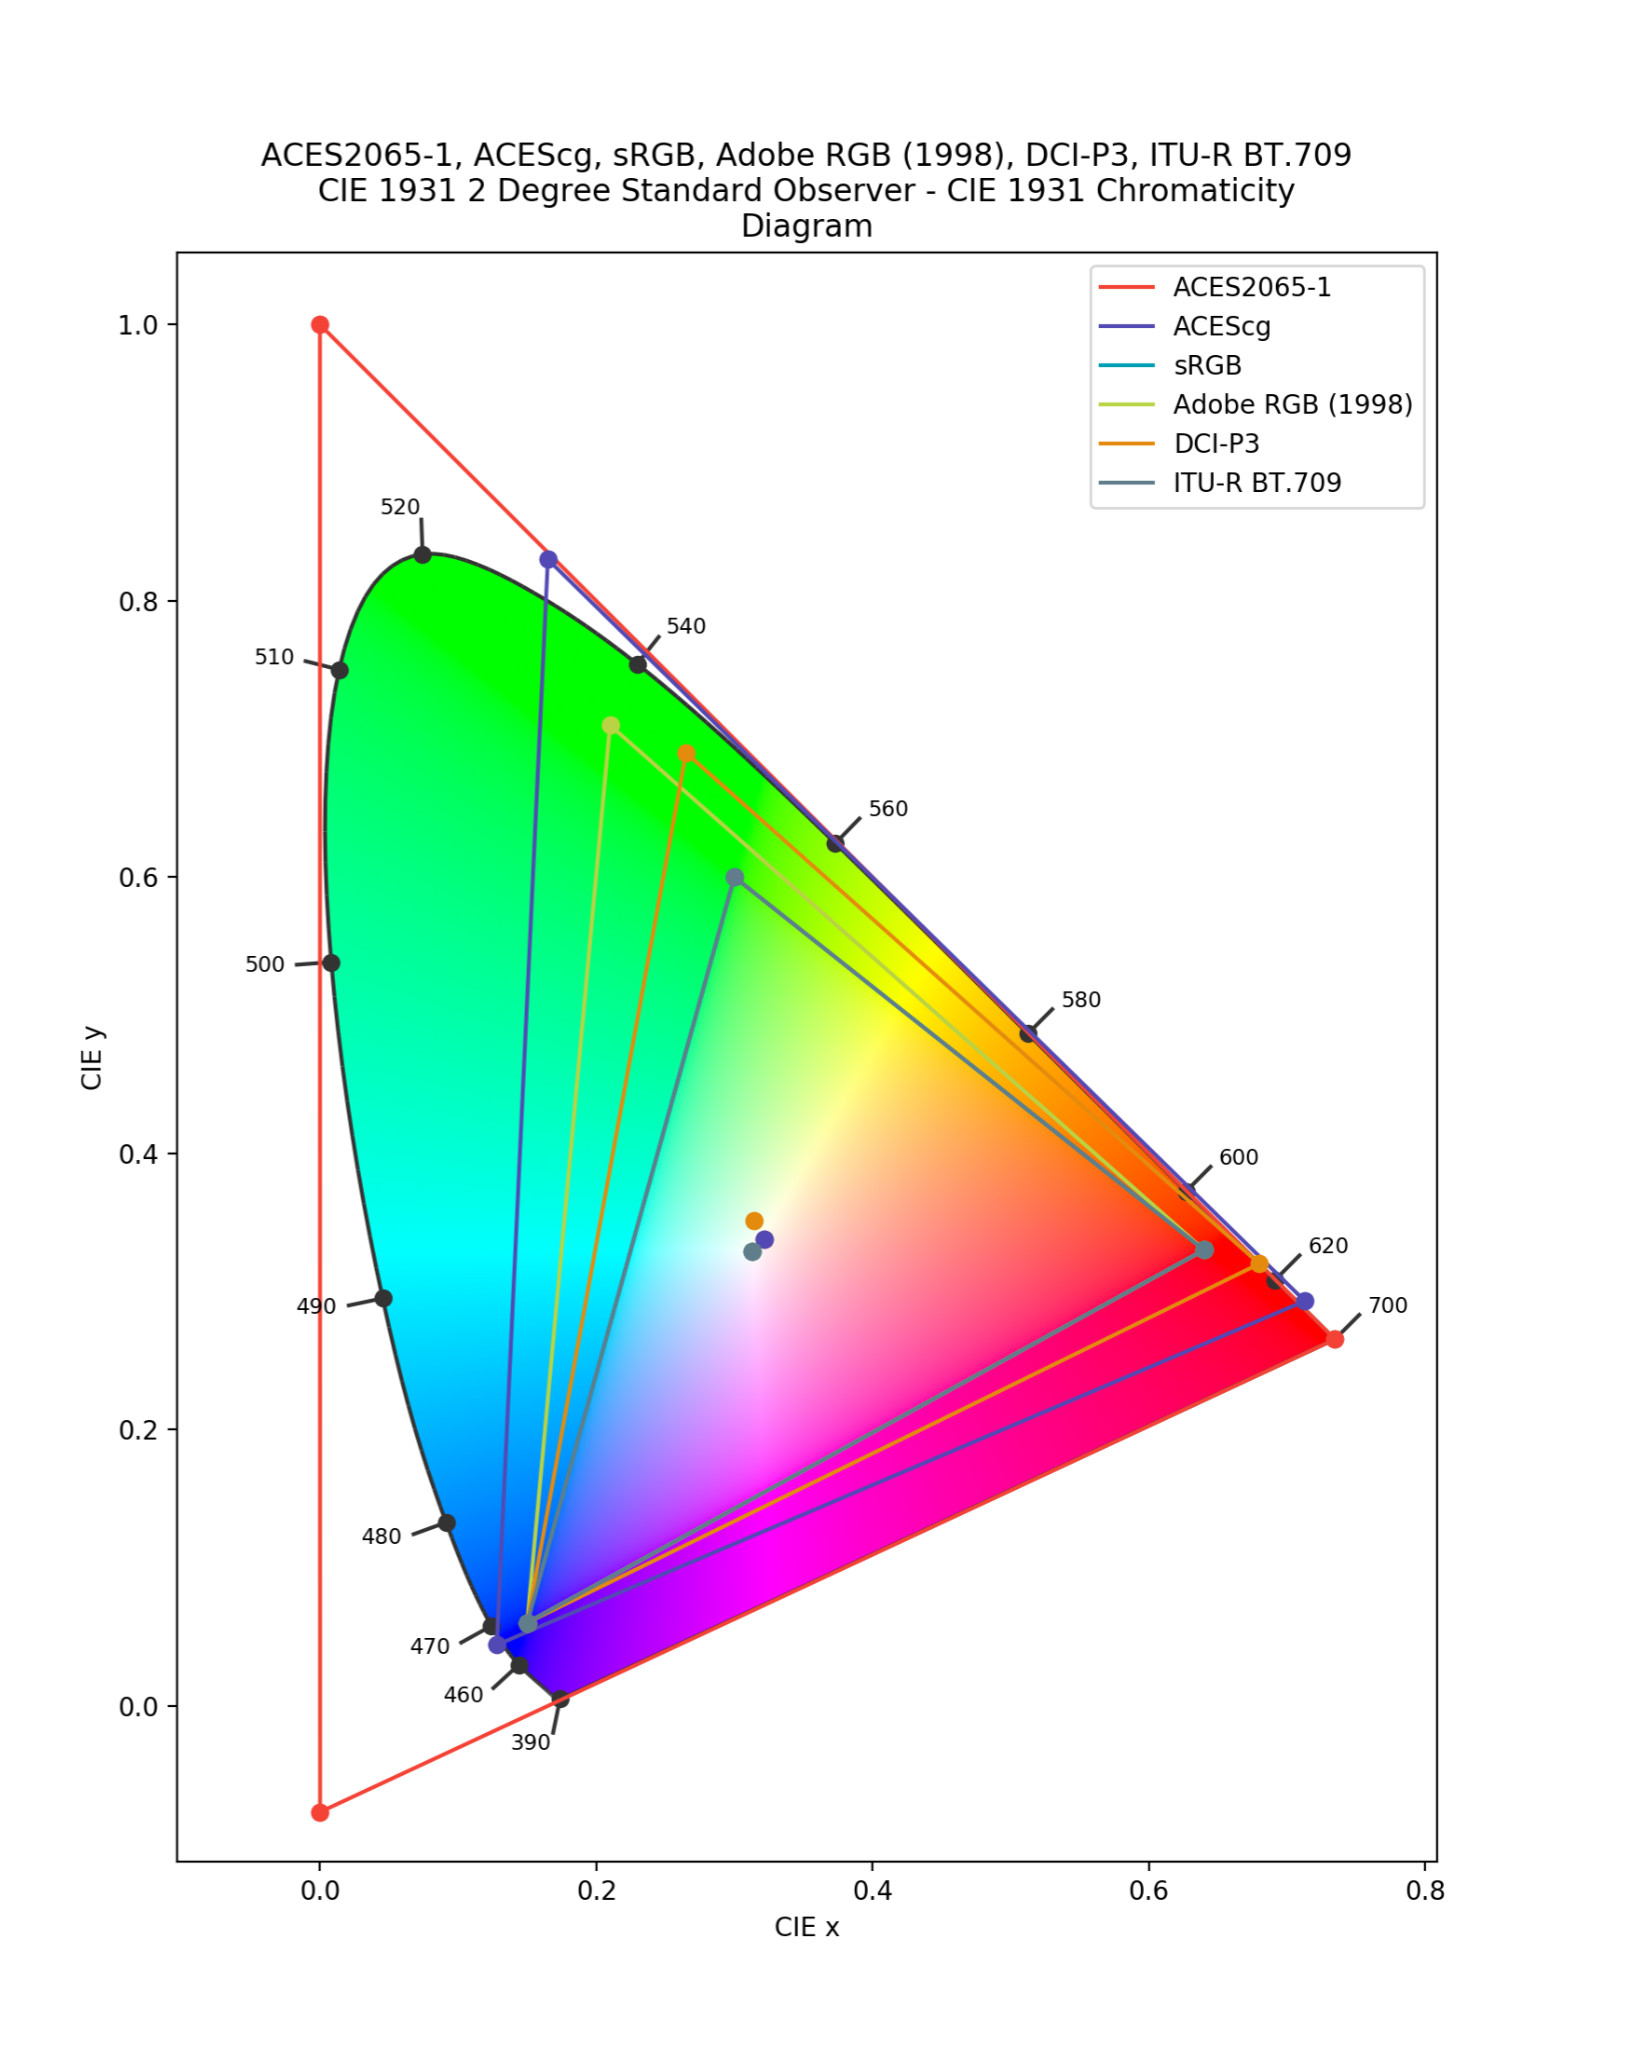 ACES2065-1, ACEScg, sRGB, Adobe RGB (1998), DCI-P3, ITU-R BT.709
CIE 1931 2 Degree Standard Observer - CIE 1931 Chromaticity
Diagram
ACES2065-1
ACEScg
sRGB
Adobe RGB (1998)
DCI-P3
ITU-R BT.709
1.0
0.8
0.6
0.4
0.2
0.0
CIE y
520
540
510
560
500
580
600
620
490
700
480
470
460
390
0.0
0.2
0.4
0.6
0.8
CIE x